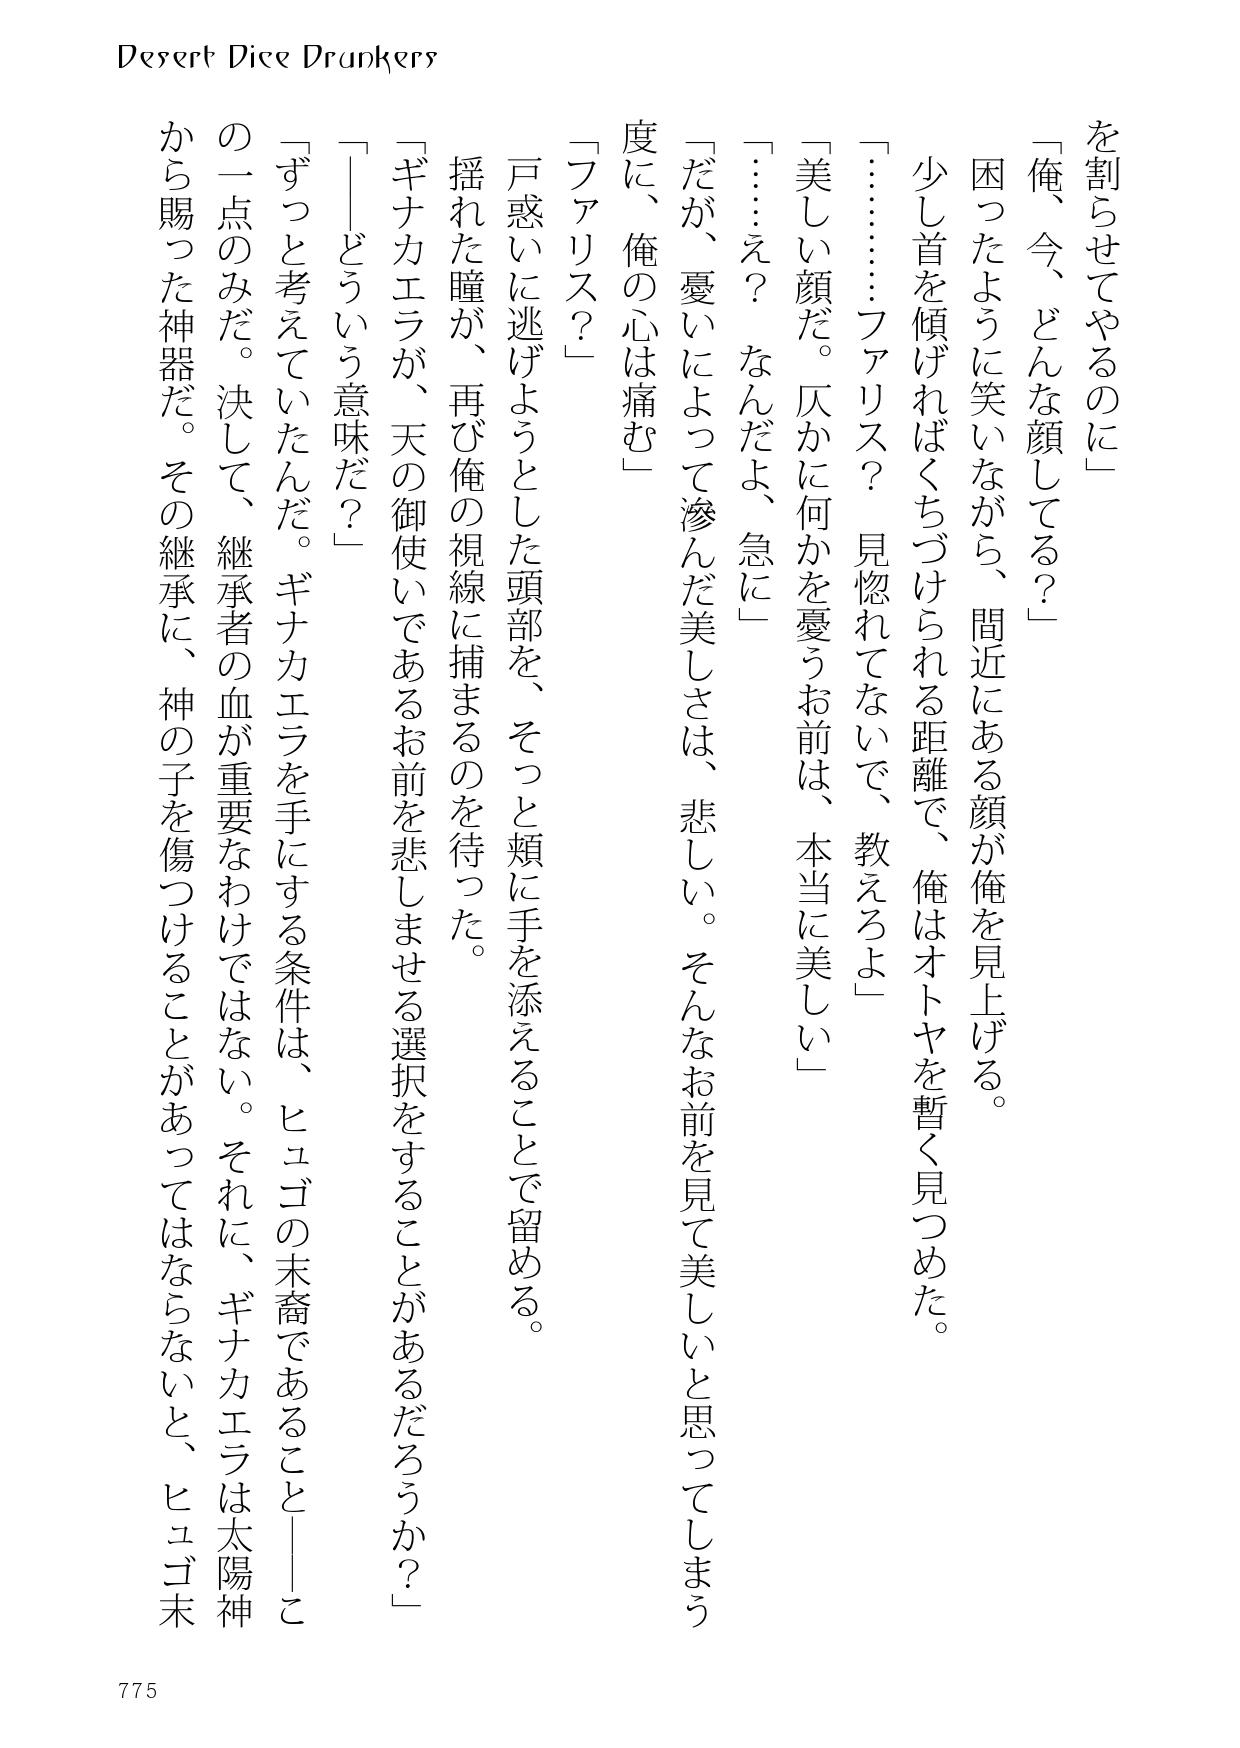 Desert Dice Drunkers
を割らせてやるのに」
「俺、今、どんな顔してる？」
　困ったように笑いながら、間近にある顔が俺を見上げる。
　少し首を傾げればくちづけられる距離で、俺はオトヤを暫く見つめた。
「…………ファリス？　見惚れてないで、教えろよ」
「美しい顔だ。仄かに何かを憂うお前は、本当に美しい」
「……え？　なんだよ、急に」
「だが、憂いによって滲んだ美しさは、悲しい。そんなお前を見て美しいと思ってしまう
度に、俺の心は痛む」
「ファリス？」
　戸惑いに逃げようとした頭部を、そっと頬に手を添えることで留める。
　揺れた瞳が、再び俺の視線に捕まるのを待った。
「ギナカエラが、天の御使いであるお前を悲しませる選択をすることがあるだろうか？」
「――どういう意味だ？」
「ずっと考えていたんだ。ギナカエラを手にする条件は、ヒュゴの末裔であること――こ
の一点のみだ。決して、継承者の血が重要なわけではない。それに、ギナカエラは太陽神
から賜った神器だ。その継承に、神の子を傷つけることがあってはならないと、ヒュゴ末
775